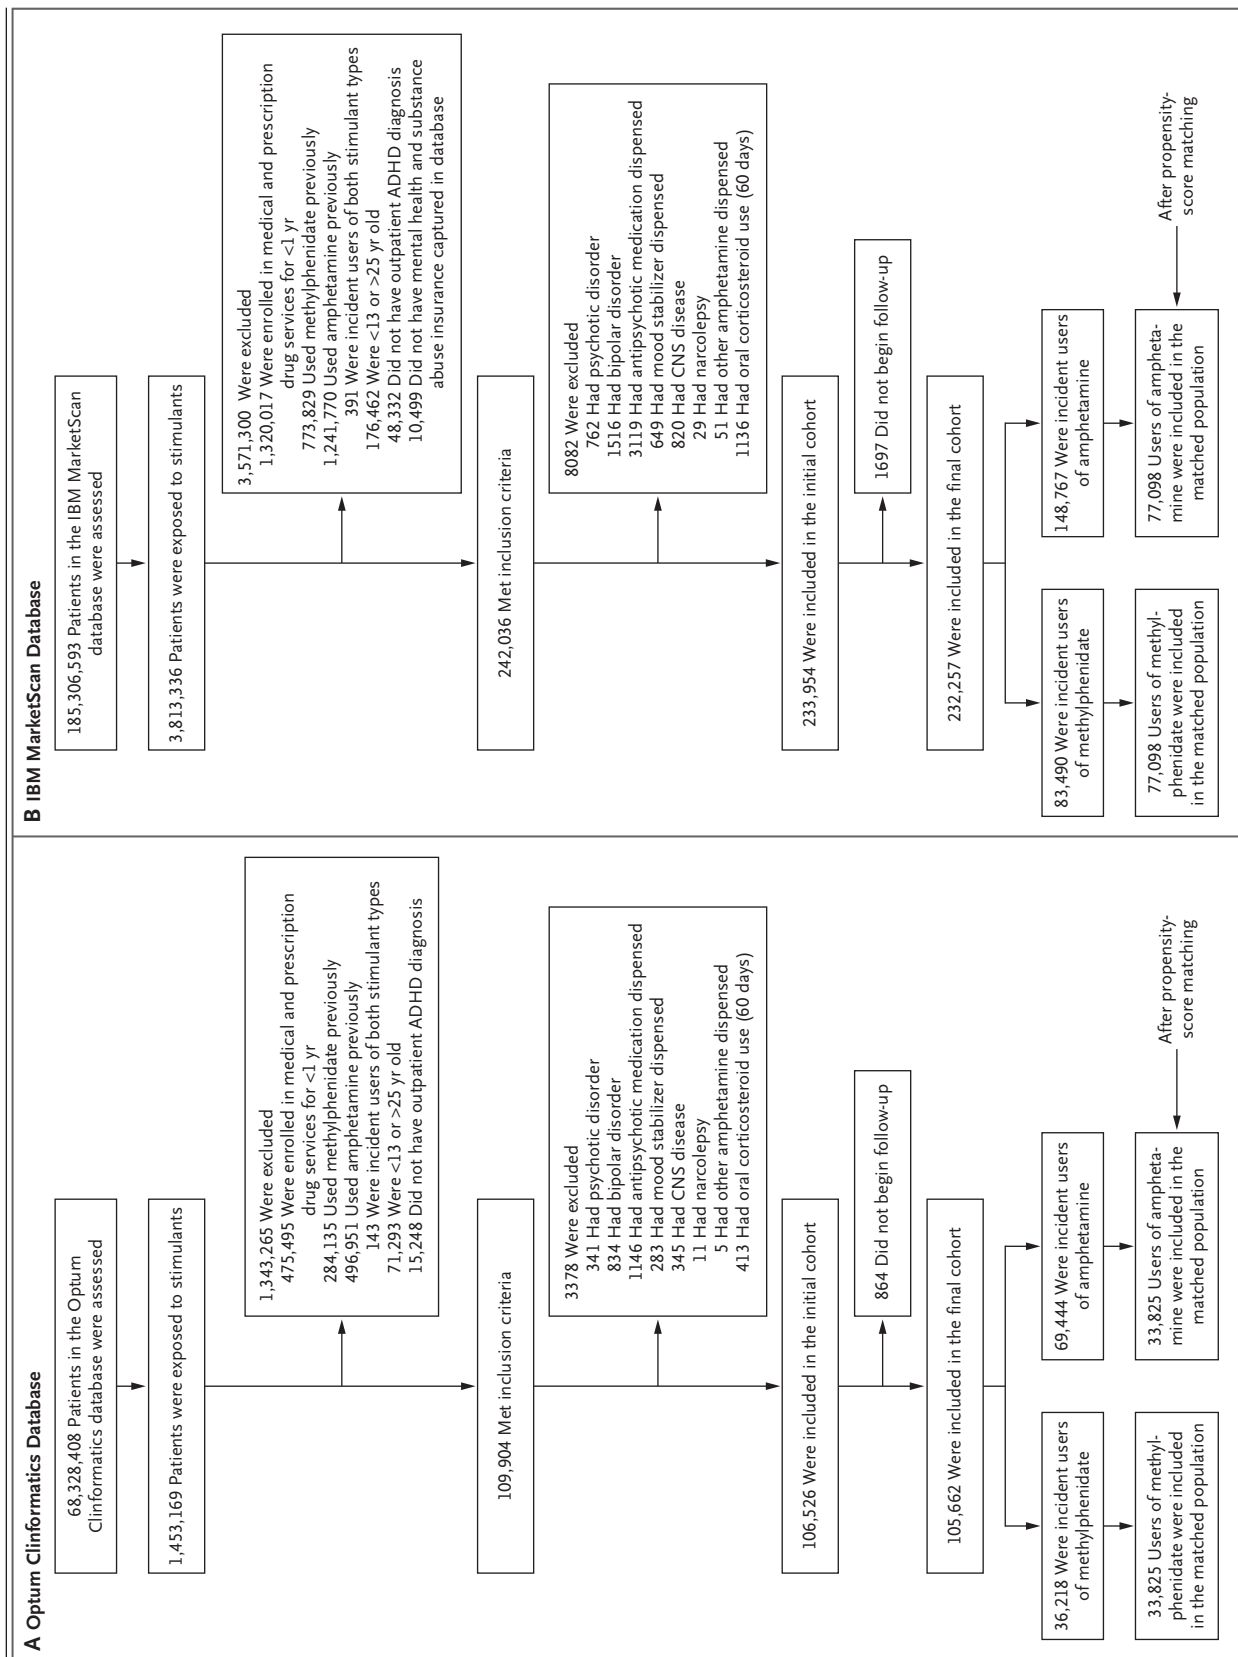 A Optum Clinformatics Database
68,328,408 Patients in the Optum
Clinformatics database were assessed
1,453,169 Patients were exposed to stimulants
1,343,265 Were excluded
475,495 Were enrolled in medical and prescription
drug services for <1 yr
284,135 Used methylphenidate previously
496,951 Used amphetamine previously
143 Were incident users of both stimulant types
71,293 Were <13 or >25 yr old
15,248 Did not have outpatient ADHD diagnosis
109,904 Met inclusion criteria
3378 Were excluded
341 Had psychotic disorder
834 Had bipolar disorder
1146 Had antipsychotic medication dispensed
283 Had mood stabilizer dispensed
345 Had CNS disease
11 Had narcolepsy
5 Had other amphetamine dispensed
413 Had oral corticosteroid use (60 days)
106,526 Were included in the initial cohort
864 Did not begin follow-up
105,662 Were included in the final cohort
36,218 Were incident users
of methylphenidate
69,444 Were incident users
of amphetamine
33,825 Users of methyl-
phenidate were included
in the matched population
33,825 Users of ampheta-
mine were included in the
matched population
After propensity-
score matching
B IBM MarketScan Database
185,306,593 Patients in the IBM MarketScan
database were assessed
3,813,336 Patients were exposed to stimulants
3,571,300 Were excluded
1,320,017 Were enrolled in medical and prescription
drug services for <1 yr
773,829 Used methylphenidate previously
1,241,770 Used amphetamine previously
391 Were incident users of both stimulant types
176,462 Were <13 or >25 yr old
48,332 Did not have outpatient ADHD diagnosis
10,499 Did not have mental health and substance
abuse insurance captured in database
242,036 Met inclusion criteria
8082 Were excluded
762 Had psychotic disorder
1516 Had bipolar disorder
3119 Had antipsychotic medication dispensed
649 Had mood stabilizer dispensed
820 Had CNS disease
29 Had narcolepsy
51 Had other amphetamine dispensed
1136 Had oral corticosteroid use (60 days)
233,954 Were included in the initial cohort
1697 Did not begin follow-up
232,257 Were included in the final cohort
83,490 Were incident users
of methylphenidate
148,767 Were incident users
of amphetamine
77,098 Users of methyl-
phenidate were included
in the matched population
77,098 Users of ampheta-
mine were included in the
matched population
After propensity-
score matching